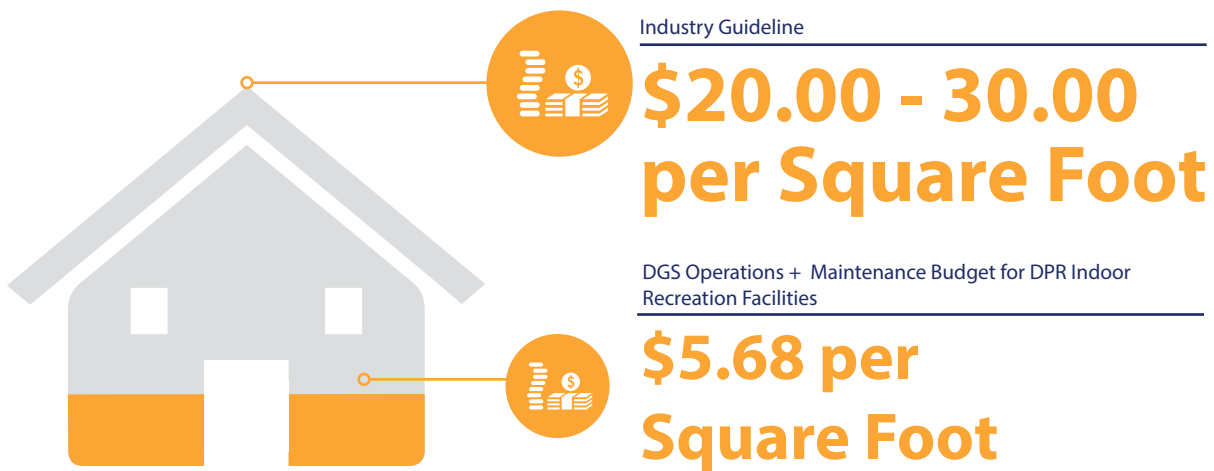 Industry Guideline
$20.00 - 30.00
per Square Foot
DGS Operations + Maintenance Budget for DPR Indoor
Recreation Facilities
$5.68 per
Square Foot
$
$